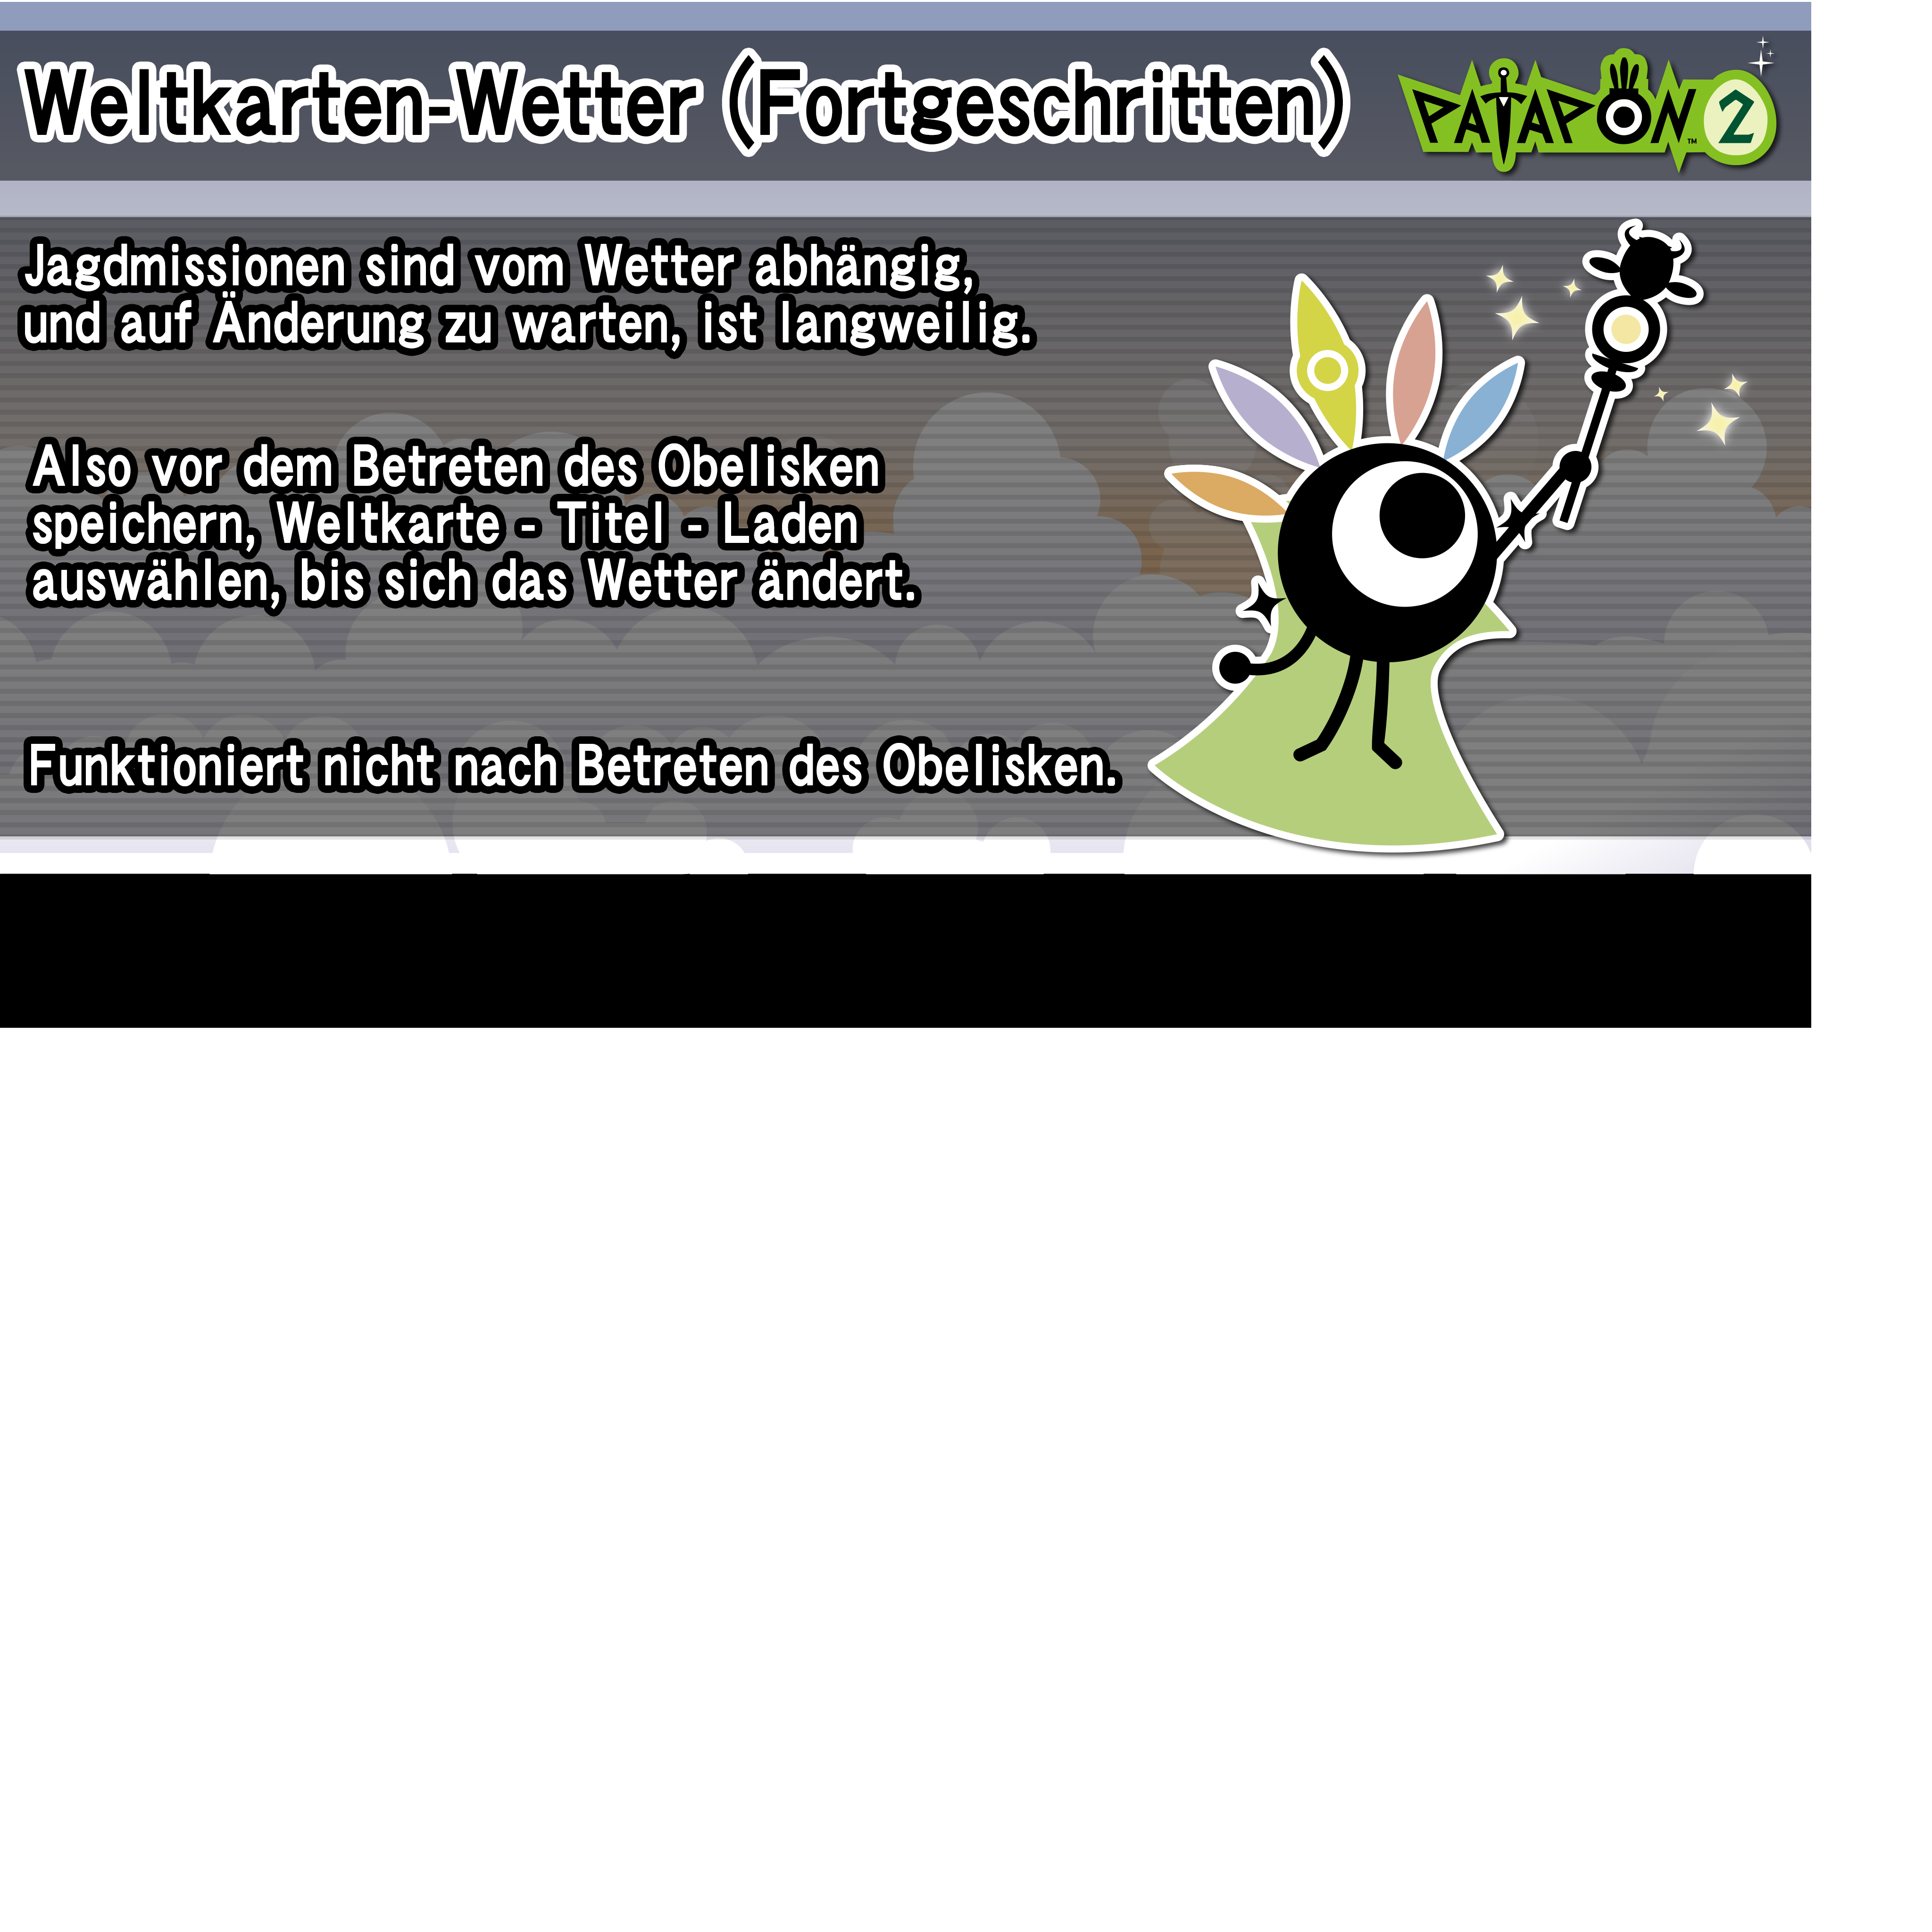 Weltkarten-Wetter (Fortgeschritten)
PATAPON™ 2
Jagdmissionen sind vom Wetter abhängig,
und auf Änderung zu warten, ist langweilig.
Also vor dem Betreten des Obelisken
speichern, Weltkarte - Titel - Laden
auswählen, bis sich das Wetter ändert.
Funktioniert nicht nach Betreten des Obelisken.